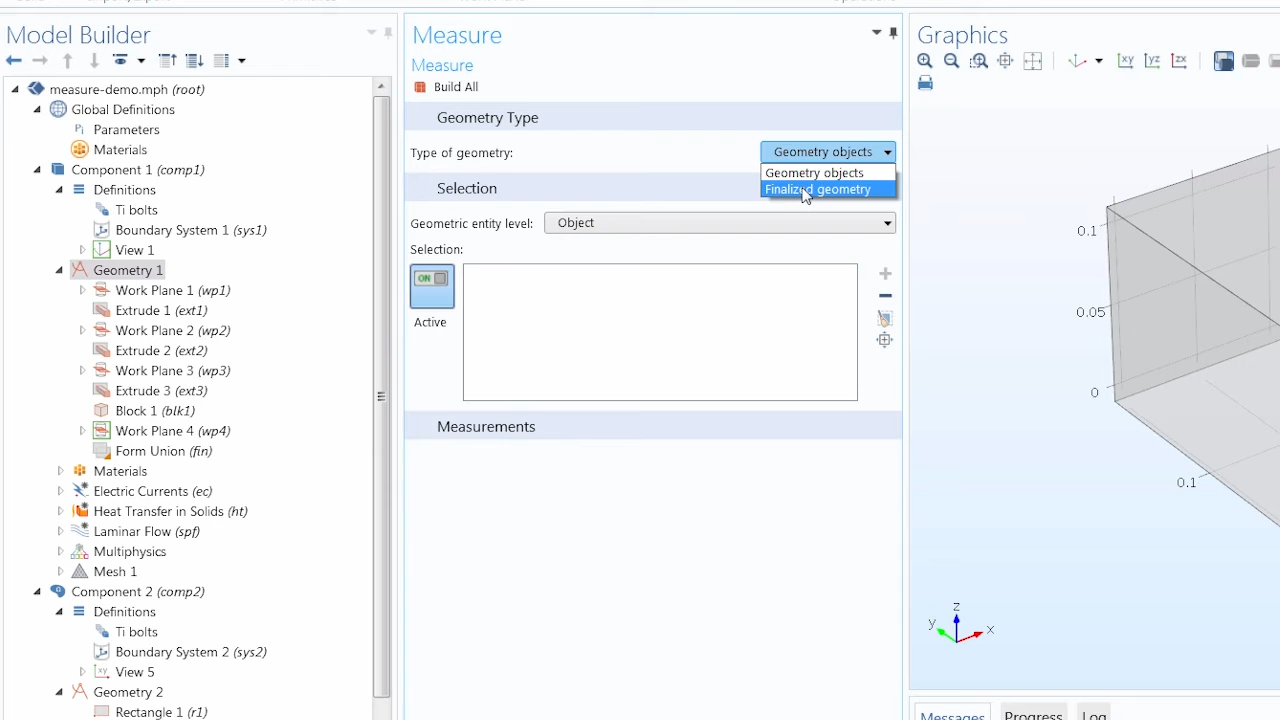 Model Builder
measure-demo.mph (root)
Global Definitions
Pi Parameters
Materials
Component 1 (comp1)
Definitions
Ti bolts
Boundary System 1 (sys1)
View 1
Geometry 1
Work Plane 1 (wp1)
Extrude 1 (ext1)
Work Plane 2 (wp2)
Extrude 2 (ext2)
Work Plane 3 (wp3)
Extrude 3 (ext3)
Block 1 (blk1)
Work Plane 4 (wp4)
Form Union (fin)
Materials
Electric Currents (ec)
Heat Transfer in Solids (ht)
Laminar Flow (spf)
Multiphysics
Mesh 1
Component 2 (comp2)
Definitions
Ti bolts
Boundary System 2 (sys2)
xy View 5
Geometry 2
Rectangle 1 (r1)
Measure
Measure
Build All
Geometry Type
Type of geometry: Geometry objects
Geometry objects
Finalized geometry
Selection
Geometric entity level: Object
Selection:
ON
Active
Measurements
Graphics
xy yz zx
0.1
0.05
0
0.1
z
y x
Messages Progress Log